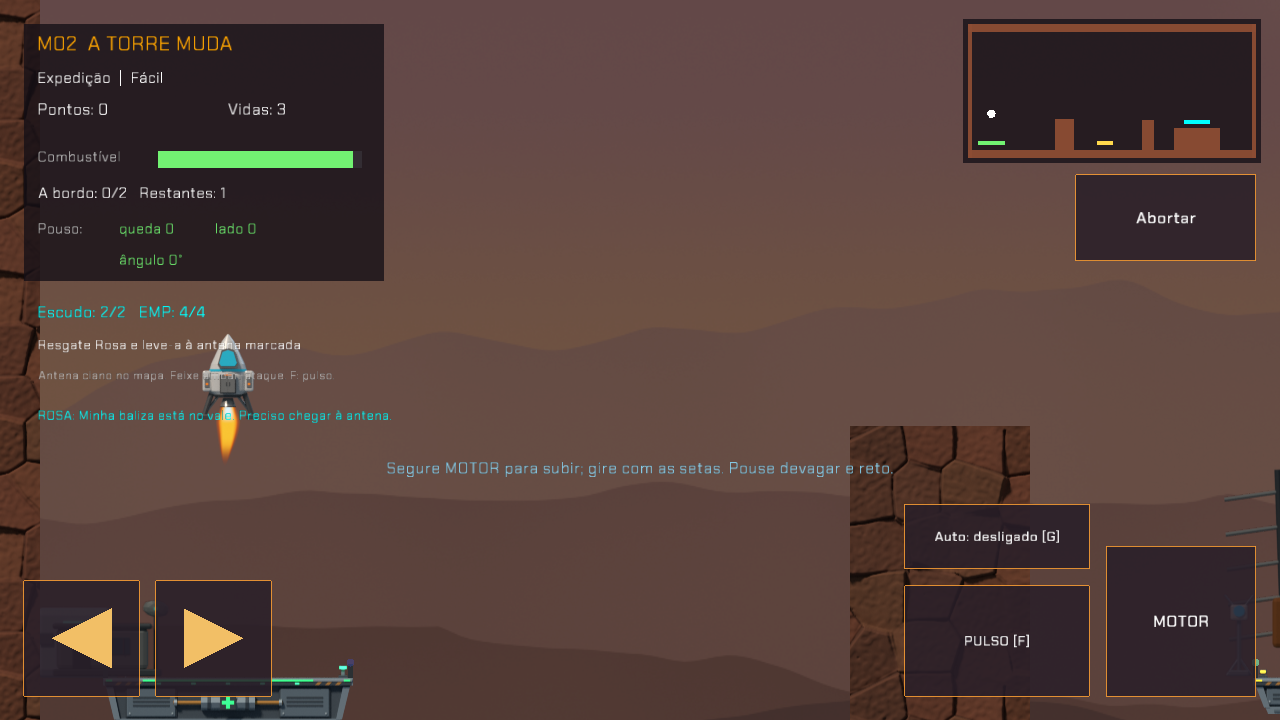 M02 A TORRE MUDA
Expedição | Fácil
Pontos: 0 Vidas: 3
Combustível
A bordo: 0/2 Restantes: 1
Pouso: queda 0 lado 0
ângulo 0°
Abortar
Escudo: 2/2 EMP: 4/4
Resgate Rosa e leve-a à antena marcada
Antena ciano no mapa. Feixe ataque. F: pulso.
ROSA: Minha baliza está no vale. Preciso chegar à antena.
Segure MOTOR para subir; gire com as setas. Pouse devagar e reto.
Auto: desligado [G]
PULSO [F]
MOTOR